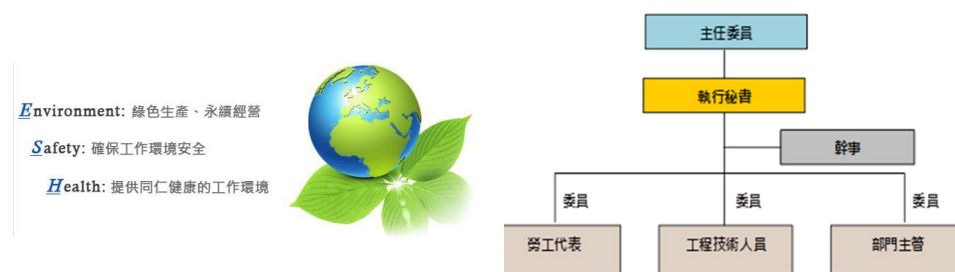 Environment: 綠色生產、永續經營
Safety: 確保工作環境安全
Health: 提供同仁健康的工作環境
主任委員
執行秘書
幹事
委員 委員 委員
勞工代表 工程技術人員 部門主管